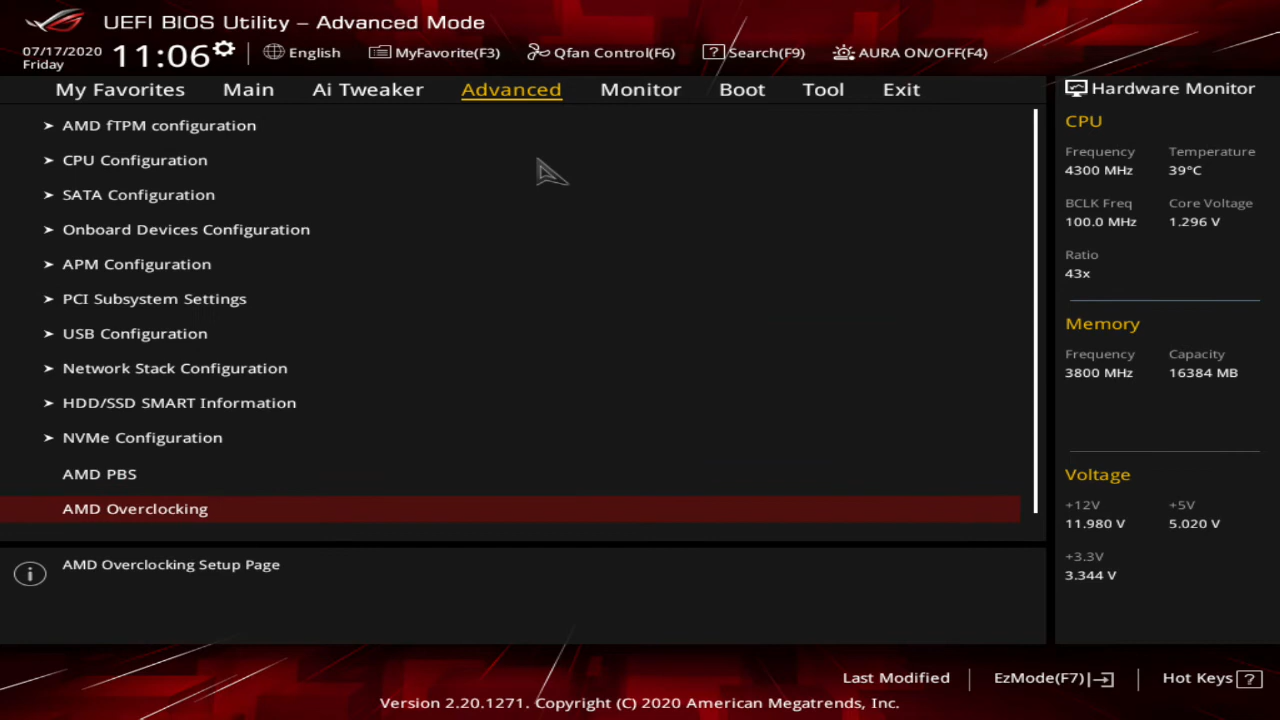 UEFI BIOS Utility – Advanced Mode
07/17/2020 Friday 11:06 English MyFavorite(F3) Qfan Control(F6) ? Search(F9) AURA ON/OFF(F4)
My Favorites Main Ai Tweaker Advanced Monitor Boot Tool Exit
AMD fTPM configuration
CPU Configuration
SATA Configuration
Onboard Devices Configuration
APM Configuration
PCI Subsystem Settings
USB Configuration
Network Stack Configuration
HDD/SSD SMART Information
NVMe Configuration
AMD PBS
AMD Overclocking
i AMD Overclocking Setup Page
Hardware Monitor
CPU
Frequency Temperature
4300 MHz 39°C
BCLK Freq Core Voltage
100.0 MHz 1.296 V
Ratio
43x
Memory
Frequency Capacity
3800 MHz 16384 MB
Voltage
+12V +5V
11.980 V 5.020 V
+3.3V
3.344 V
Last Modified EzMode(F7) Hot Keys ?
Version 2.20.1271. Copyright (C) 2020 American Megatrends, Inc.